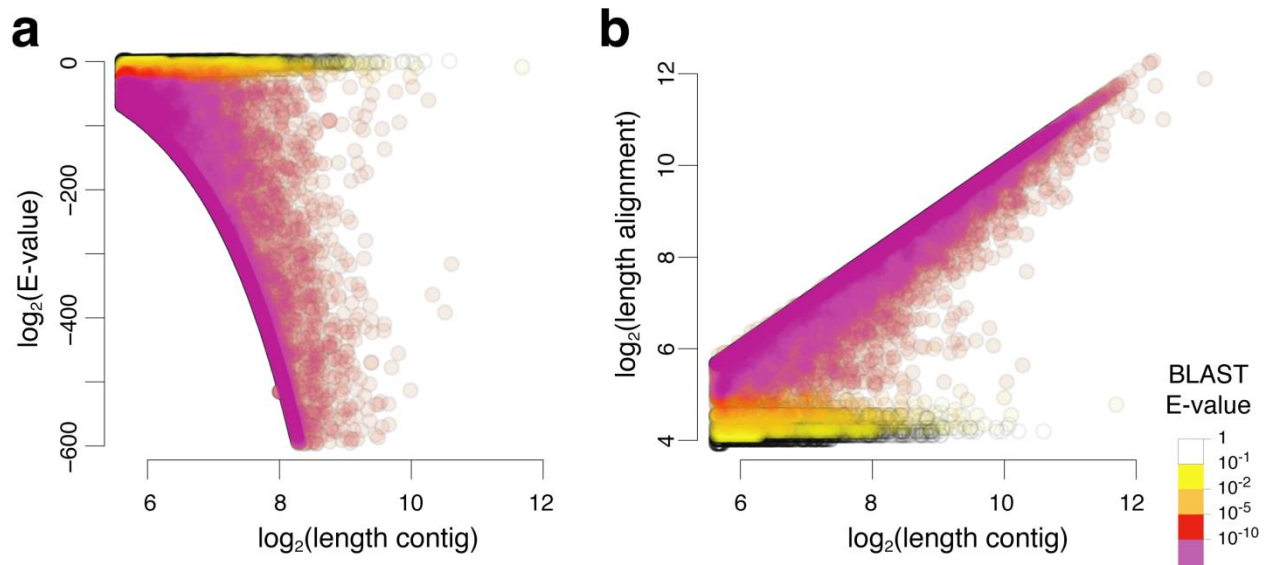 a
0
−200
−400
−600
log₂(E-value)
6
8
10
12
log₂(length contig)
b
12
10
8
6
4
log₂(length alignment)
6
8
10
12
log₂(length contig)
BLAST
E-value
1
10⁻¹
10⁻²
10⁻⁵
10⁻¹⁰